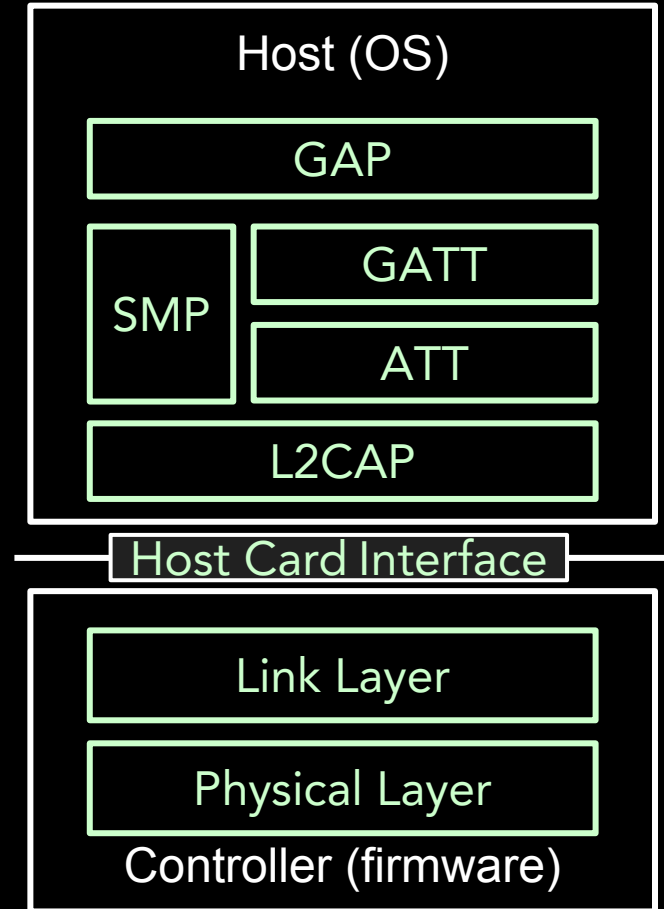 Host (OS)
GAP
SMP
GATT
ATT
L2CAP
Host Card Interface
Link Layer
Physical Layer
Controller (firmware)